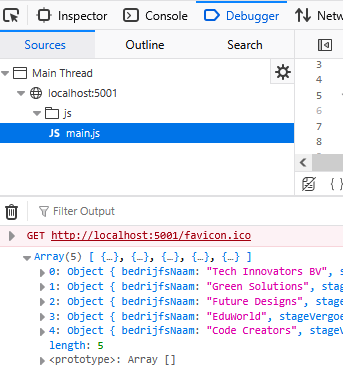 Inspector Console Debugger Netw
Sources Outline Search
Main Thread
localhost:5001
js
JS main.js
3
4
5
6
7
8
Filter Output
GET http://localhost:5001/favicon.ico
Array(5) [ {…}, {…}, {…}, {…}, {…} ]
0: Object { bedrijfsNaam: "Tech Innovators BV", s
1: Object { bedrijfsNaam: "Green Solutions", stage
2: Object { bedrijfsNaam: "Future Designs", stage
3: Object { bedrijfsNaam: "EduWorld", stageVergoe
4: Object { bedrijfsNaam: "Code Creators", stageV
length: 5
<prototype>: Array []